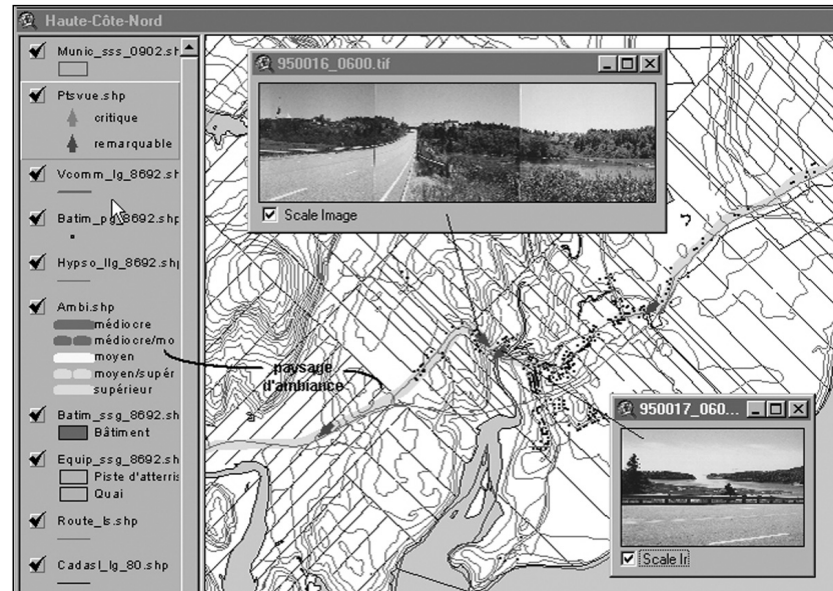 Haute-Côte-Nord
Munic_sss_0902.sh
Ptsvue.shp
critique
remarquable
Vcomm_lg_8692.sh
Batim_pg_8692.shp
Hypso_llg_8692.shp
Ambi.shp
médiocre
médiocre/mo
moyen
moyen/supér
supérieur
Batim_ssg_8692.sh
Bâtiment
Equip_ssg_8692.sh
Piste d'atterris
Quai
Route_ls.shp
Cadasl_lg_80.shp
950016_0600.tif
Scale Image
paysage
d'ambiance
950017_060...
Scale Ir